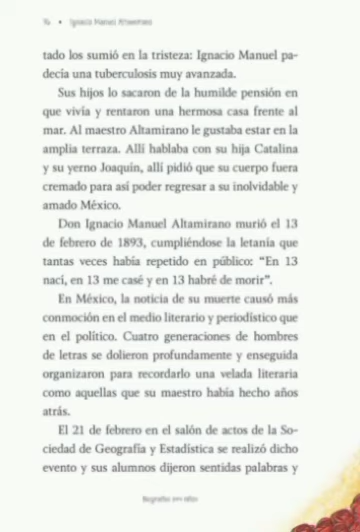 • Ignacio Manuel Altamirano
tado los sumió en la tristeza: Ignacio Manuel pa-
decía una tuberculosis muy avanzada.
Sus hijos lo sacaron de la humilde pensión en
que vivía y rentaron una hermosa casa frente al
mar. Al maestro Altamirano le gustaba estar en la
amplia terraza. Allí hablaba con su hija Catalina
y su yerno Joaquín, allí pidió que su cuerpo fuera
cremado para así poder regresar a su inolvidable y
amado México.
Don Ignacio Manuel Altamirano murió el 13
de febrero de 1893, cumpliéndose la letanía que
tantas veces había repetido en público: “En 13
nací, en 13 me casé y en 13 habré de morir”.
En México, la noticia de su muerte causó más
conmoción en el medio literario y periodístico que
en el político. Cuatro generaciones de hombres
de letras se dolieron profundamente y enseguida
organizaron para recordarlo una velada literaria
como aquellas que su maestro había hecho años
atrás.
El 21 de febrero en el salón de actos de la So-
ciedad de Geografía y Estadística se realizó dicho
evento y sus alumnos dijeron sentidas palabras y
Biografías para niños